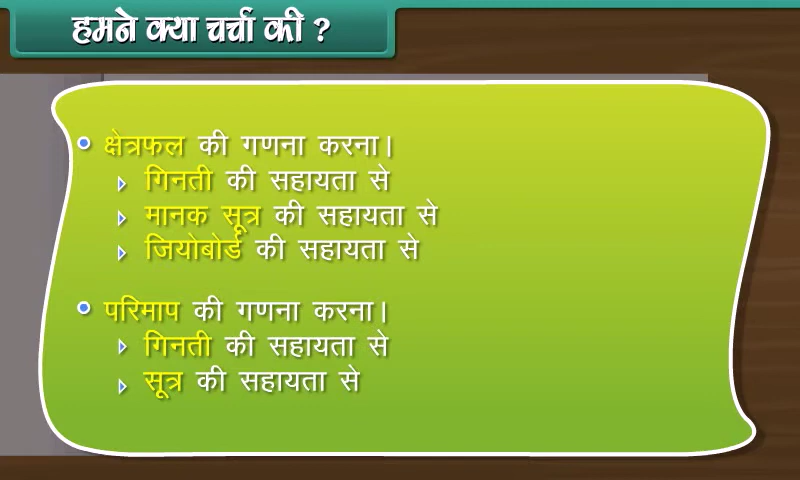 हमने क्या चर्चा की ?
क्षेत्रफल की गणना करना।
गिनती की सहायता से
मानक सूत्र की सहायता से
जियोबोर्ड की सहायता से
परिमाप की गणना करना।
गिनती की सहायता से
सूत्र की सहायता से